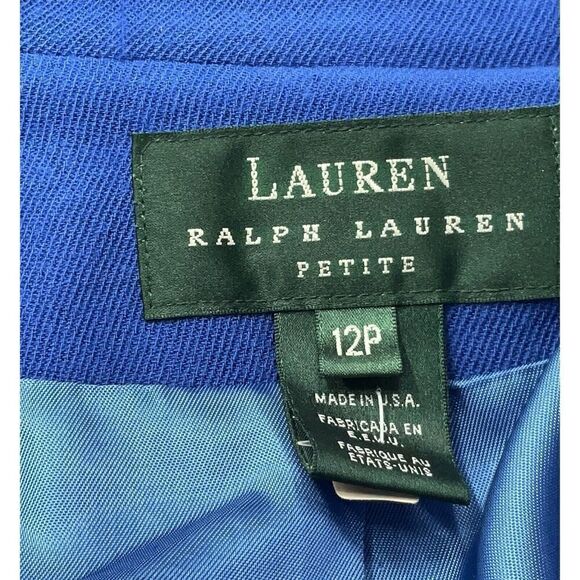 LAUREN
RALPH LAUREN
PETITE
12P
MADE IN U.S.A.
FABRICADA EN
E.E.U.U.
FABRIQUE AU
ETATS-UNIS